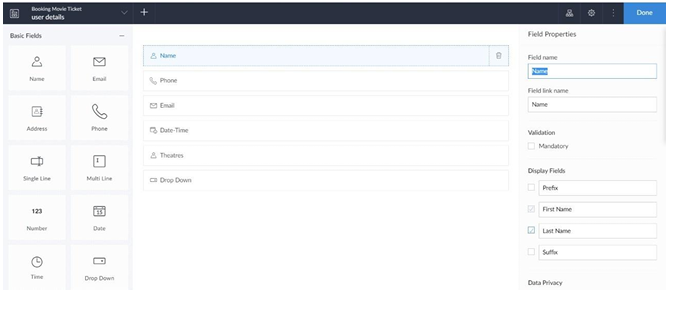 Booking Movie Ticket
user details
Done
Basic Fields
Name
Email
Address
Phone
Single Line
Multi Line
123
Number
15
Date
Time
Drop Down
Name
Phone
Email
Date-Time
Theatres
Drop Down
Field Properties
Field name
Name
Field link name
Name
Validation
Mandatory
Display Fields
Prefix
First Name
Last Name
Suffix
Data Privacy